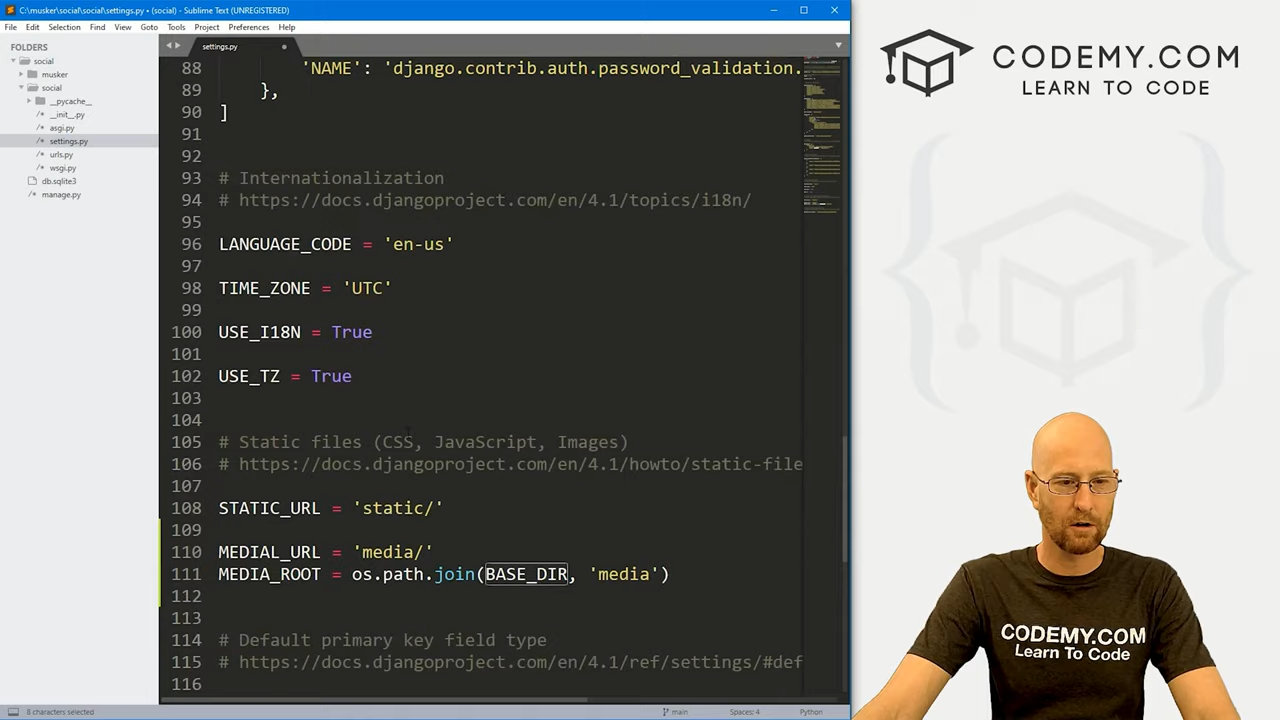 C:\musker\social\social\settings.py • (social) - Sublime Text (UNREGISTERED)
File Edit Selection Find View Goto Tools Project Preferences Help
FOLDERS
social
musker
social
__pycache__
__init__.py
asgi.py
settings.py
urls.py
wsgi.py
db.sqlite3
manage.py
settings.py
88 'NAME': 'django.contrib.auth.password_validation.
89 },
90 ]
91
92
93 # Internationalization
94 # https://docs.djangoproject.com/en/4.1/topics/i18n/
95
96 LANGUAGE_CODE = 'en-us'
97
98 TIME_ZONE = 'UTC'
99
100 USE_I18N = True
101
102 USE_TZ = True
103
104
105 # Static files (CSS, JavaScript, Images)
106 # https://docs.djangoproject.com/en/4.1/howto/static-file
107
108 STATIC_URL = 'static/'
109
110 MEDIAL_URL = 'media/'
111 MEDIA_ROOT = os.path.join(BASE_DIR, 'media')
112
113
114 # Default primary key field type
115 # https://docs.djangoproject.com/en/4.1/ref/settings/#def
116
8 characters selected
main
Spaces: 4
Python
CODEMY.COM
LEARN TO CODE
CODEMY.COM
Learn To Code